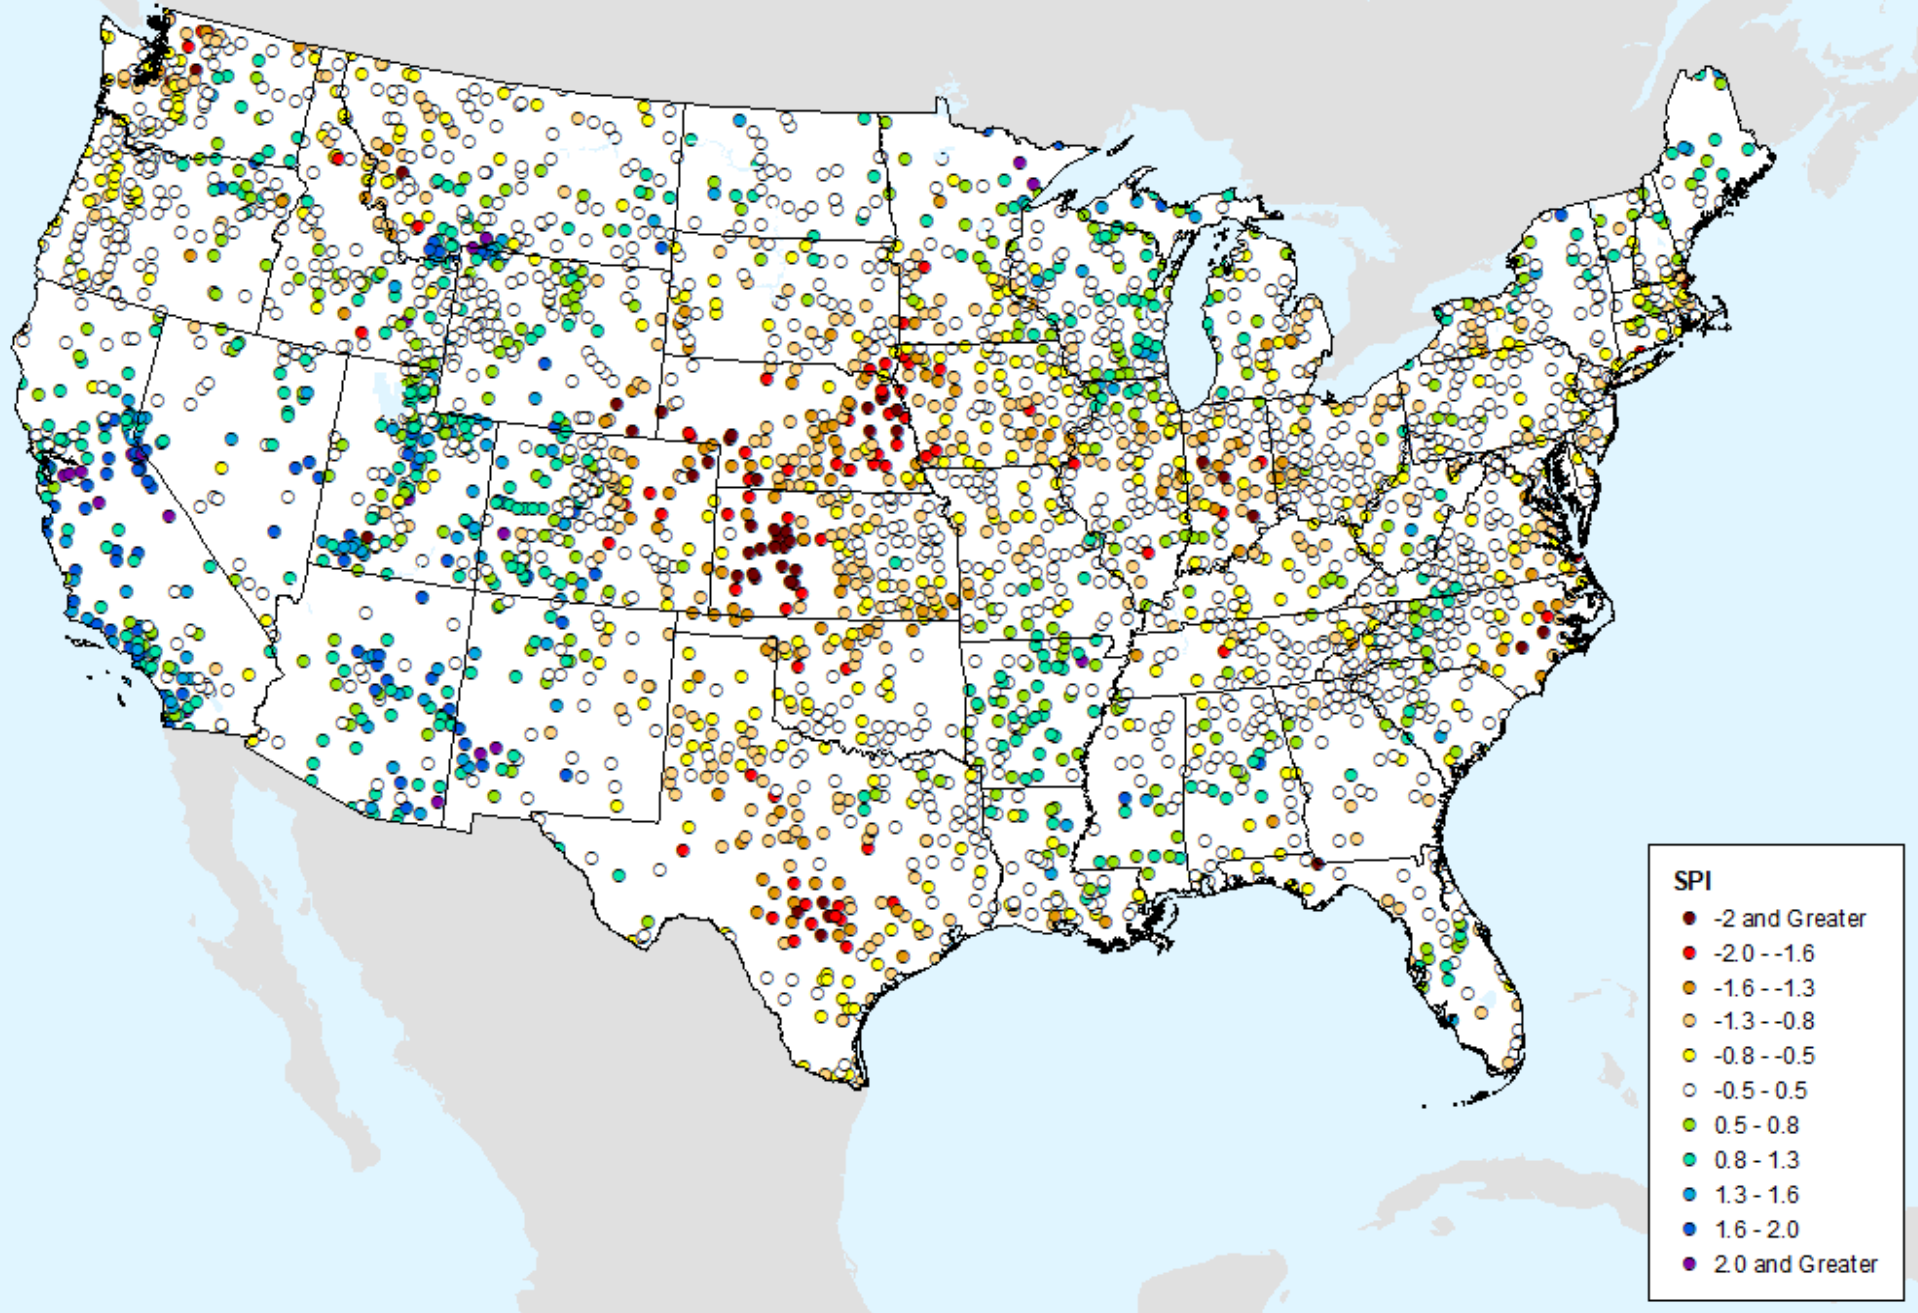 SPI
-2 and Greater
-2.0 - -1.6
-1.6 - -1.3
-1.3 - -0.8
-0.8 - -0.5
-0.5 - 0.5
0.5 - 0.8
0.8 - 1.3
1.3 - 1.6
1.6 - 2.0
2.0 and Greater